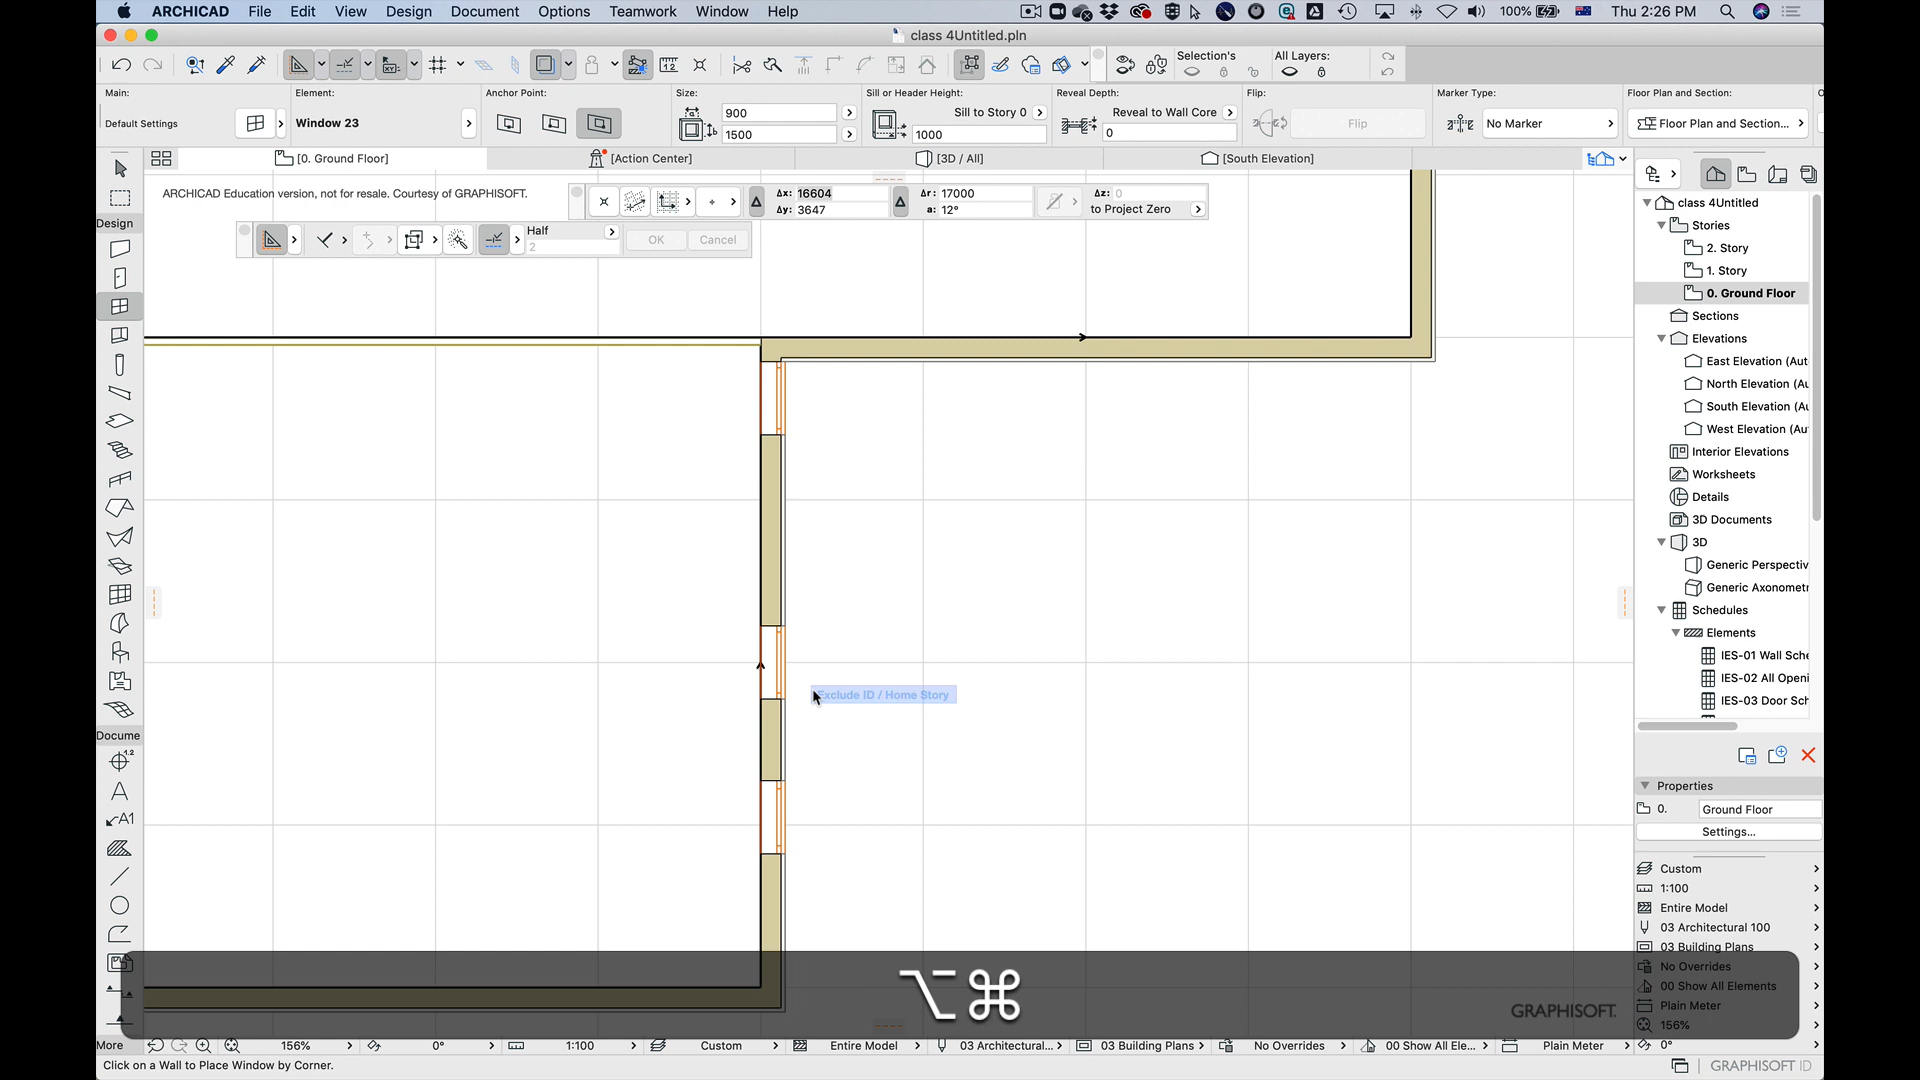 ARCHICAD File Edit View Design Document Options Teamwork Window Help
100% Thu 2:26 PM
class 4Untitled.pln
Selection's
All Layers:
Main:
Element:
Anchor Point:
Size:
Sill or Header Height:
Reveal Depth:
Flip:
Marker Type:
Floor Plan and Section:
Default Settings
Window 23
900
1500
Sill to Story 0
1000
Reveal to Wall Core
0
Flip
No Marker
Floor Plan and Section...
[0. Ground Floor]
[Action Center]
[3D / All]
[South Elevation]
ARCHICAD Education version, not for resale. Courtesy of GRAPHISOFT.
Δx: 16604
Δy: 3647
Δr: 17000
a: 12°
Δz: 0
to Project Zero
Half
2
OK
Cancel
Design
Docume
More
1.2
A1
Exclude ID / Home Story
class 4Untitled
Stories
2. Story
1. Story
0. Ground Floor
Sections
Elevations
East Elevation (Aut
North Elevation (Au
South Elevation (Au
West Elevation (Aut
Interior Elevations
Worksheets
Details
3D Documents
3D
Generic Perspectiv
Generic Axonometr
Schedules
Elements
IES-01 Wall Sche
IES-02 All Openi
IES-03 Door Sch
Properties
0. Ground Floor
Settings...
Custom
1:100
Entire Model
03 Architectural 100
03 Building Plans
No Overrides
00 Show All Elements
Plain Meter
156%
0°
⌥⌘
GRAPHISOFT.
156% 0° 1:100 Custom Entire Model 03 Architectural... 03 Building Plans No Overrides 00 Show All Ele... Plain Meter
Click on a Wall to Place Window by Corner.
GRAPHISOFT ID